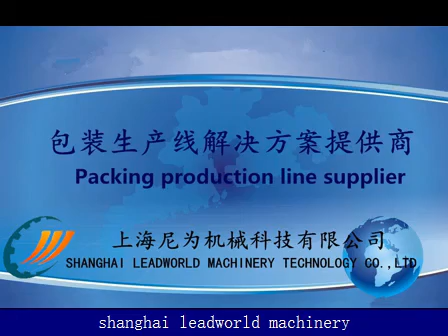 包装生产线解决方案提供商
Packing production line supplier
上海尼为机械科技有限公司
SHANGHAI LEADWORLD MACHINERY TECHNOLOGY CO.,LTD
shanghai leadworld machinery